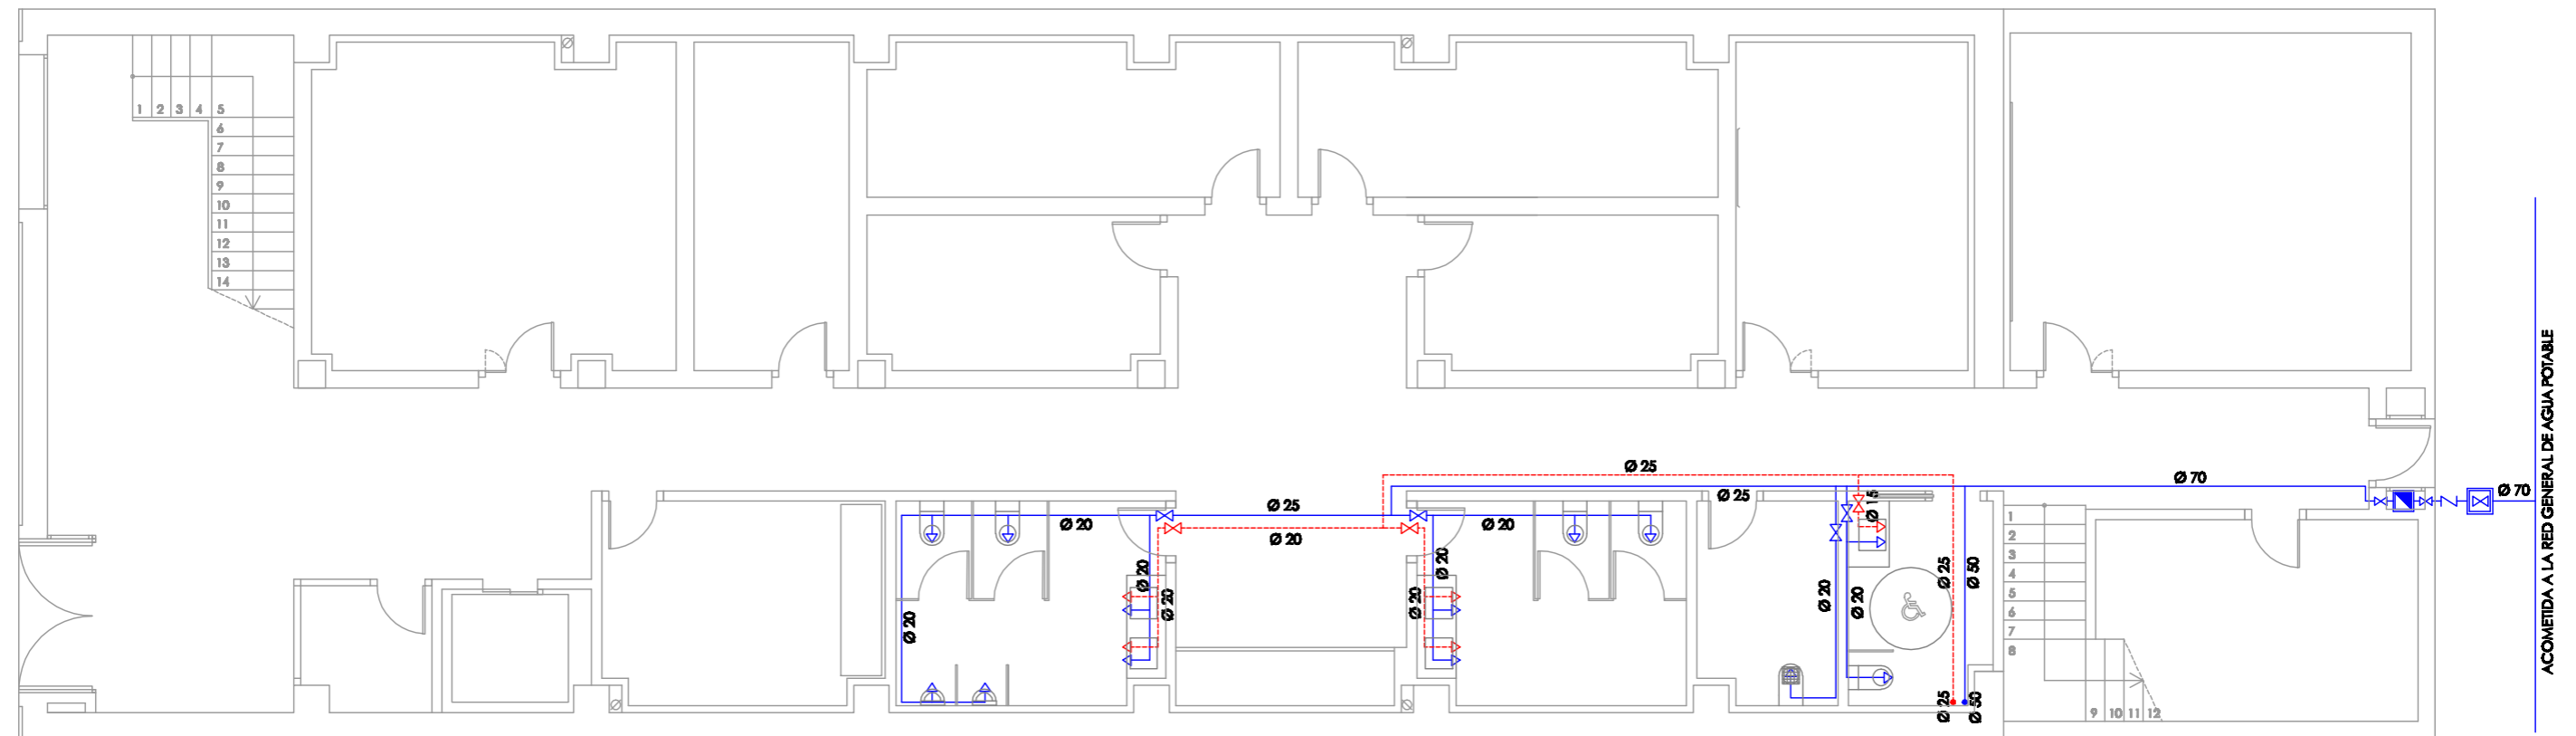 1 2 3 4 5
6
7
8
9
10
11
12
13
14
Ø 25
Ø 70
Ø 70
Ø 25
Ø 15
Ø 25
Ø 20
Ø 20
Ø 20
Ø 20
Ø 20
Ø 20
Ø 20
Ø 20
Ø 20
Ø 20
Ø 25
Ø 50
Ø 25
Ø 50
1
2
3
4
5
6
7
8
9 10 11 12
ACOMETIDA A LA RED GENERAL DE AGUA POTABLE